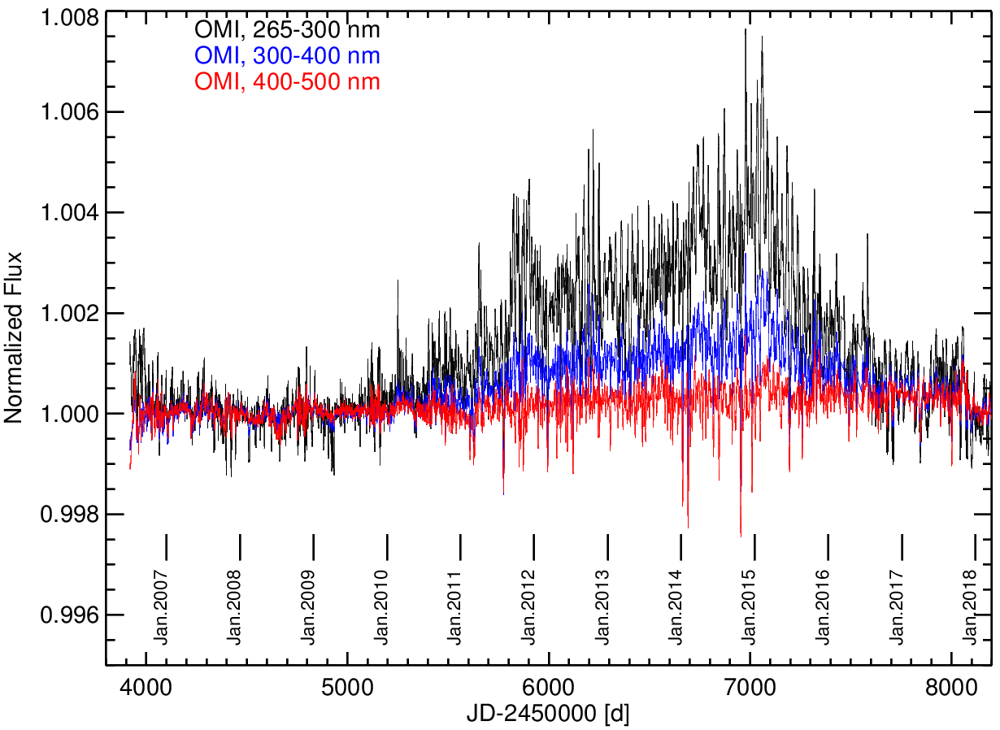 OMI, 265-300 nm
OMI, 300-400 nm
OMI, 400-500 nm
Normalized Flux
1.008
1.006
1.004
1.002
1.000
0.998
0.996
Jan.2007
Jan.2008
Jan.2009
Jan.2010
Jan.2011
Jan.2012
Jan.2013
Jan.2014
Jan.2015
Jan.2016
Jan.2017
Jan.2018
4000 5000 6000 7000 8000
JD-2450000 [d]